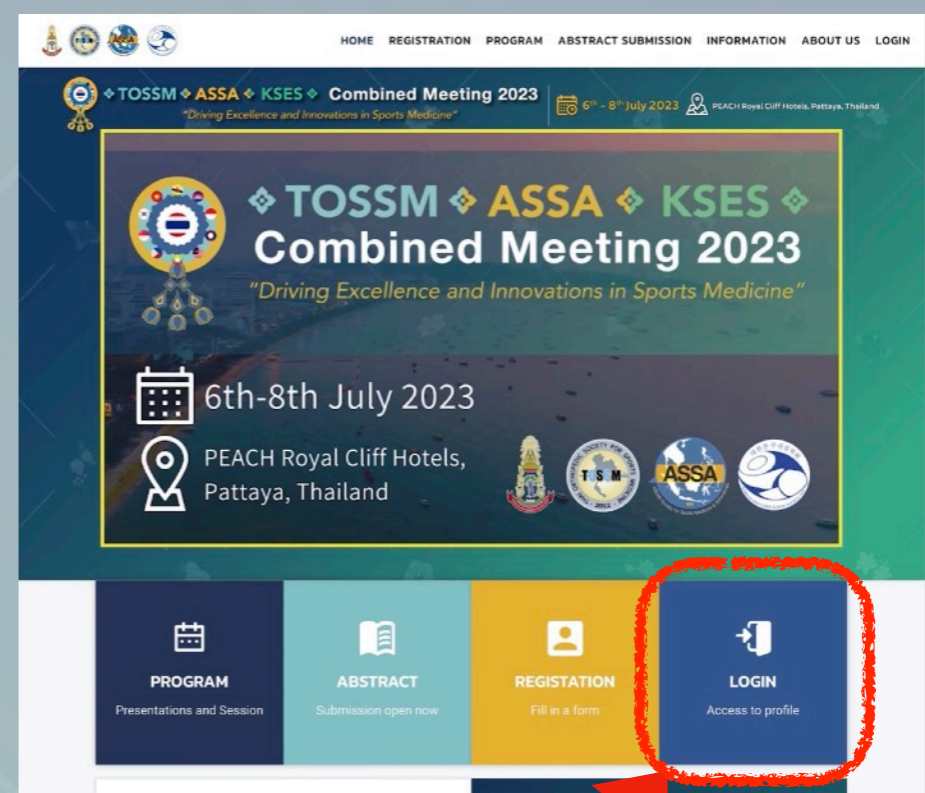 HOME REGISTRATION PROGRAM ABSTRACT SUBMISSION INFORMATION ABOUT US LOGIN
TOSSM ASSA KSES Combined Meeting 2023
"Driving Excellence and Innovations in Sports Medicine"
6th - 8th July 2023
PEACH Royal Cliff Hotels, Pattaya, Thailand
TOSSM ASSA KSES
Combined Meeting 2023
"Driving Excellence and Innovations in Sports Medicine"
6th-8th July 2023
PEACH Royal Cliff Hotels,
Pattaya, Thailand
ASSA
PROGRAM
Presentations and Session
ABSTRACT
Submission open now
REGISTATION
Fill in a form
LOGIN
Access to profile